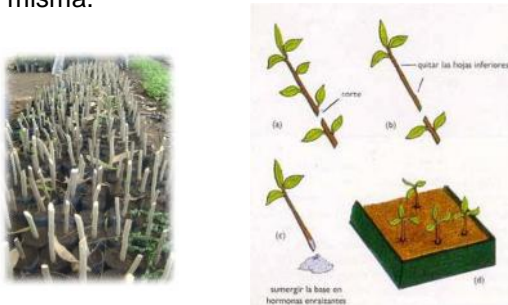 misma.
quitar las hojas inferiores
corte
(a)
(b)
(c)
(d)
sumergir la base en
hormonas enraizantes